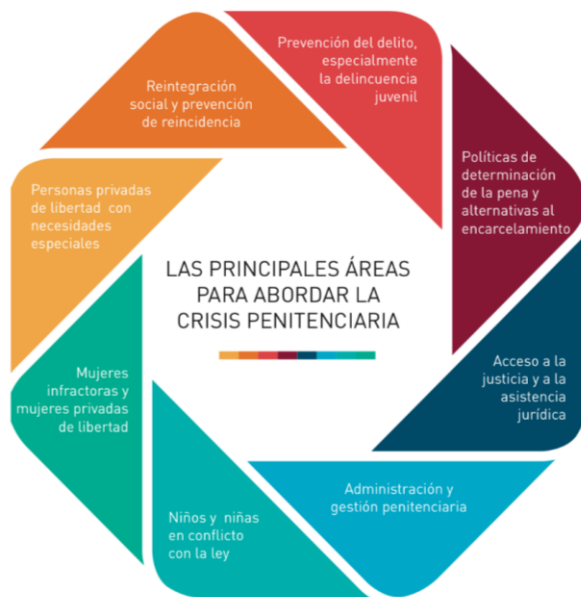 Prevención del delito,
especialmente
la delincuencia
juvenil
Políticas de
determinación
de la pena y
alternativas al
encarcelamiento
Acceso a la
justicia y a la
asistencia
jurídica
Administración y
gestión penitenciaria
Niños y niñas
en conflicto
con la ley
Mujeres
infractoras y
mujeres privadas
de libertad
Personas privadas
de libertad con
necesidades
especiales
Reintegración
social y prevención
de reincidencia
LAS PRINCIPALES ÁREAS
PARA ABORDAR LA
CRISIS PENITENCIARIA